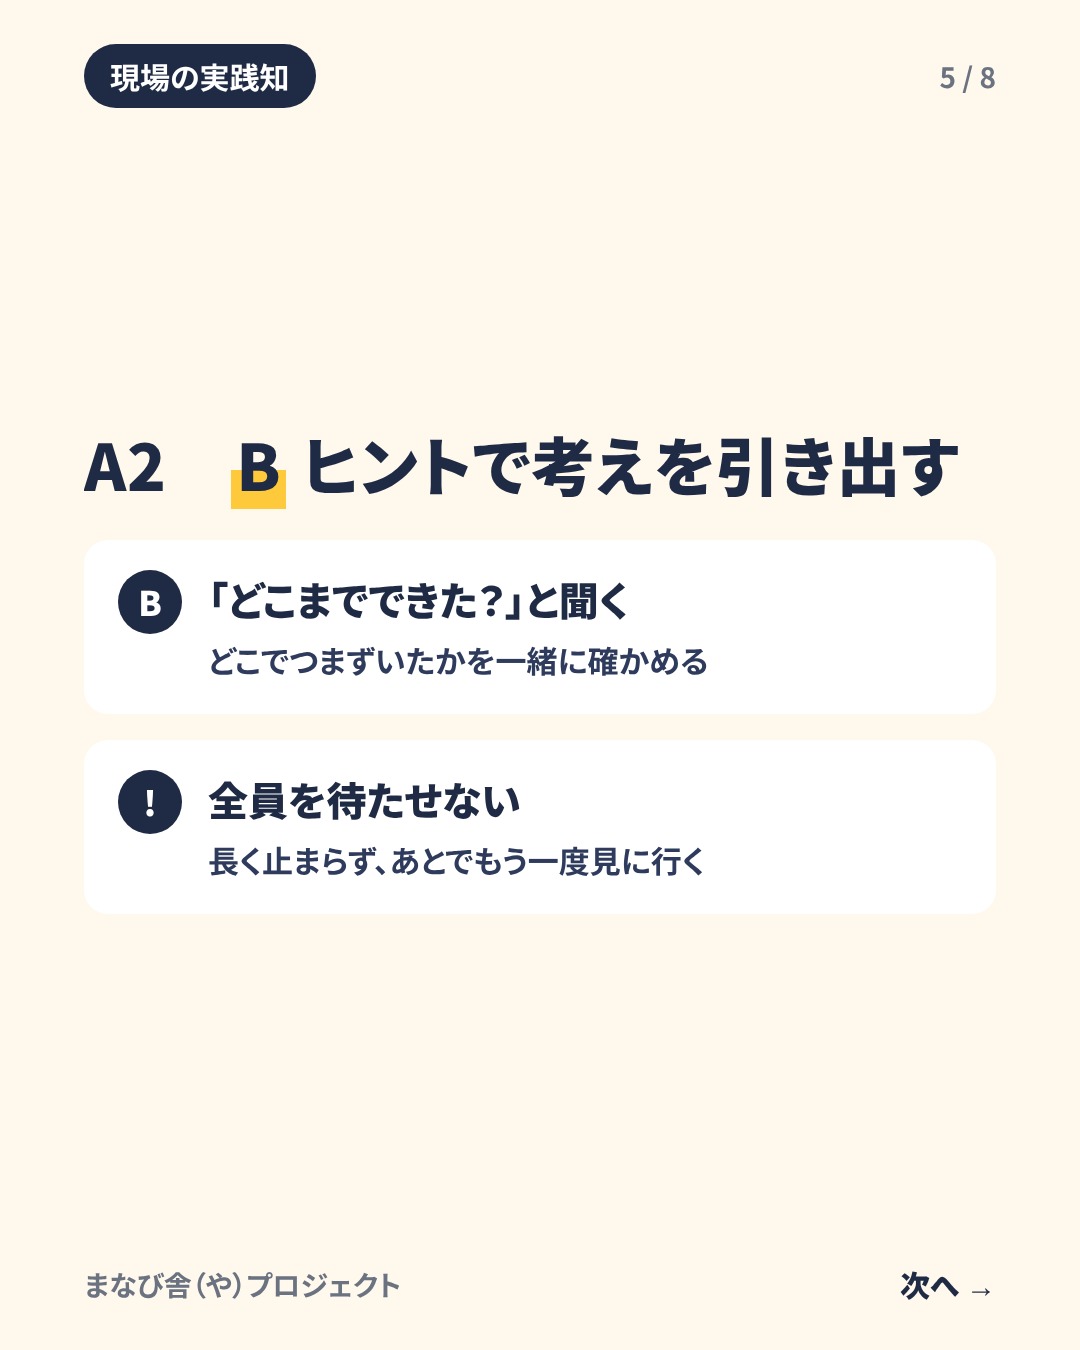 現場の実践知
5 / 8
A2　B ヒントで考えを引き出す
B 「どこまでできた？」と聞く
どこでつまずいたかを一緒に確かめる
! 全員を待たせない
長く止まらず、あとでもう一度見に行く
まなび舎（や）プロジェクト
次へ →